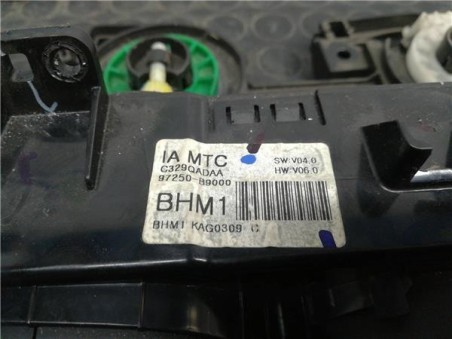 IA MTC SW:V04.0
C329QADAA HW:V06.0
97250-B9000
BHM1
BHM1 KAG0309 C